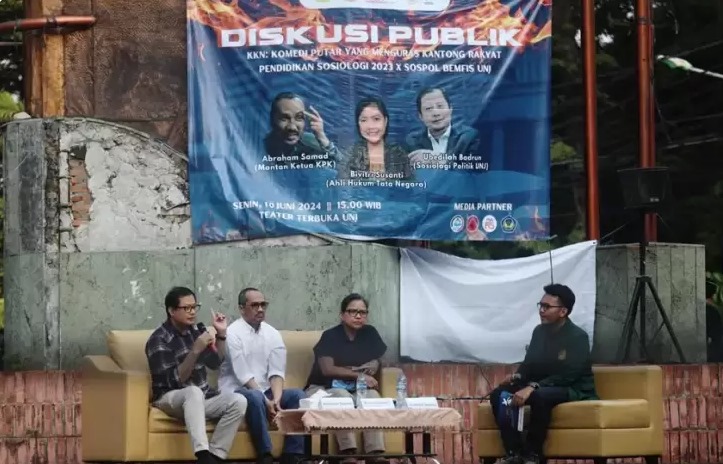 DISKUSI PUBLIK
KKN: KOMEDI PUTAR YANG MENGURAS KANTONG RAKYAT
PENDIDIKAN SOSIOLOGI 2023 X SOSPOL BEMFIS UNJ
Abraham Samad
(Mantan Ketua KPK)
Bivitri Susanti
(Ahli Hukum Tata Negara)
Ubedilah Badrun
(Sosiologi Politik UNJ)
SENIN, 10 JUNI 2024 || 15.00 WIB
TEATER TERBUKA UNJ
MEDIA PARTNER